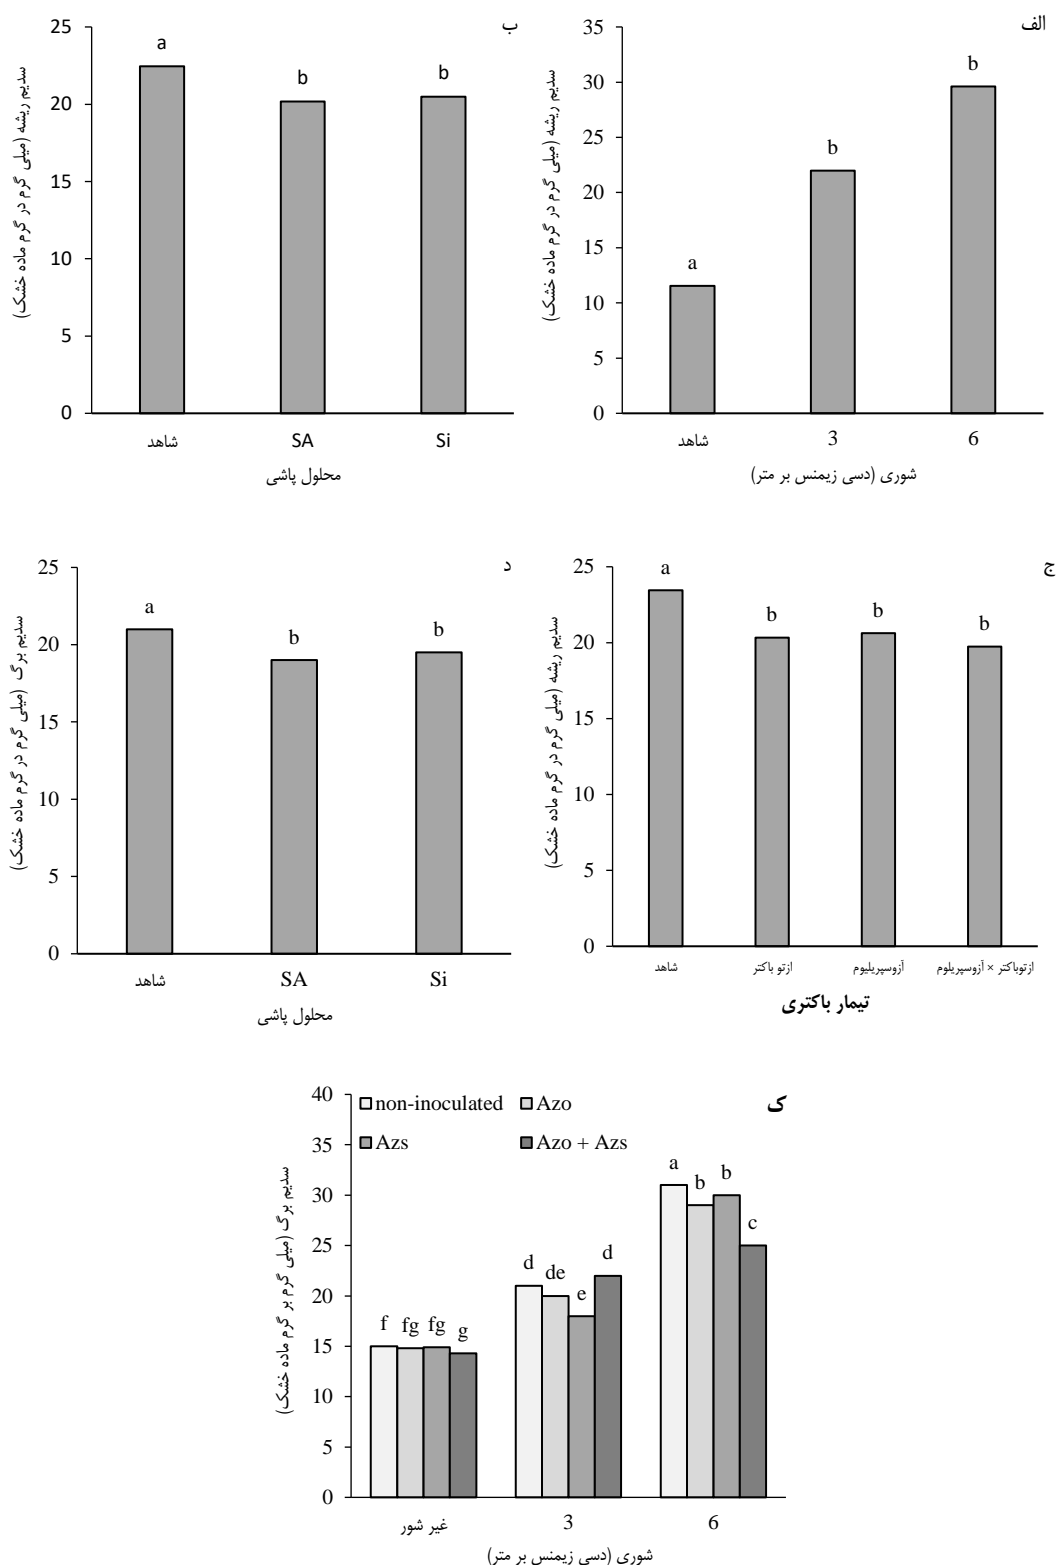 الف
سدیم ریشه (میلی گرم در گرم ماده خشک)
35
30
25
20
15
10
5
0
a
b
b
شاهد 3 6
شوری (دسی زیمنس بر متر)
ب
سدیم ریشه (میلی گرم در گرم ماده خشک)
25
20
15
10
5
0
a
b
b
شاهد SA Si
محلول پاشی
ج
سدیم ریشه (میلی گرم در گرم ماده خشک)
25
20
15
10
5
0
a
b
b
b
شاهد ازتو باکتر آزوسپریلیوم ازتوباکتر × آزوسپریلوم
تیمار باکتری
د
سدیم برگ (میلی گرم در گرم ماده خشک)
25
20
15
10
5
0
a
b
b
شاهد SA Si
محلول پاشی
ک
سدیم برگ (میلی گرم بر گرم ماده خشک)
non-inoculated Azo
Azs Azo + Azs
40
35
30
25
20
15
10
5
0
f fg fg g
d de e d
a b b c
غیر شور 3 6
شوری (دسی زیمنس بر متر)